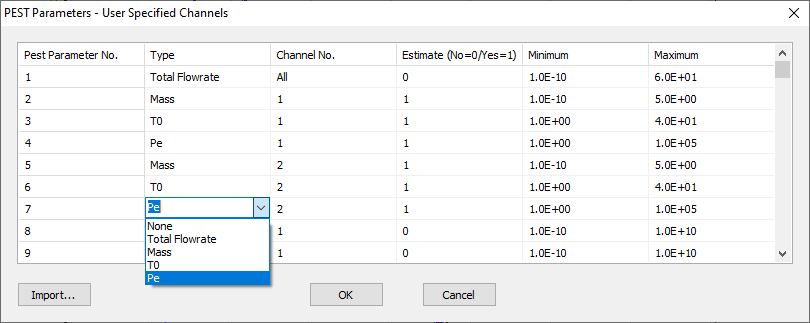 PEST Parameters - User Specified Channels
Pest Parameter No. Type Channel No. Estimate (No=0/Yes=1) Minimum Maximum
1 Total Flowrate All 0 1.0E-10 6.0E+01
2 Mass 1 1 1.0E-10 5.0E+00
3 T0 1 1 1.0E+00 4.0E+01
4 Pe 1 1 1.0E+00 1.0E+05
5 Mass 2 1 1.0E-10 5.0E+00
6 T0 2 1 1.0E+00 4.0E+01
7 Pe 2 1 1.0E+00 1.0E+05
8 1 0 1.0E-10 1.0E+10
9 1 0 1.0E-10 1.0E+10
None
Total Flowrate
Mass
T0
Pe
Import... OK Cancel